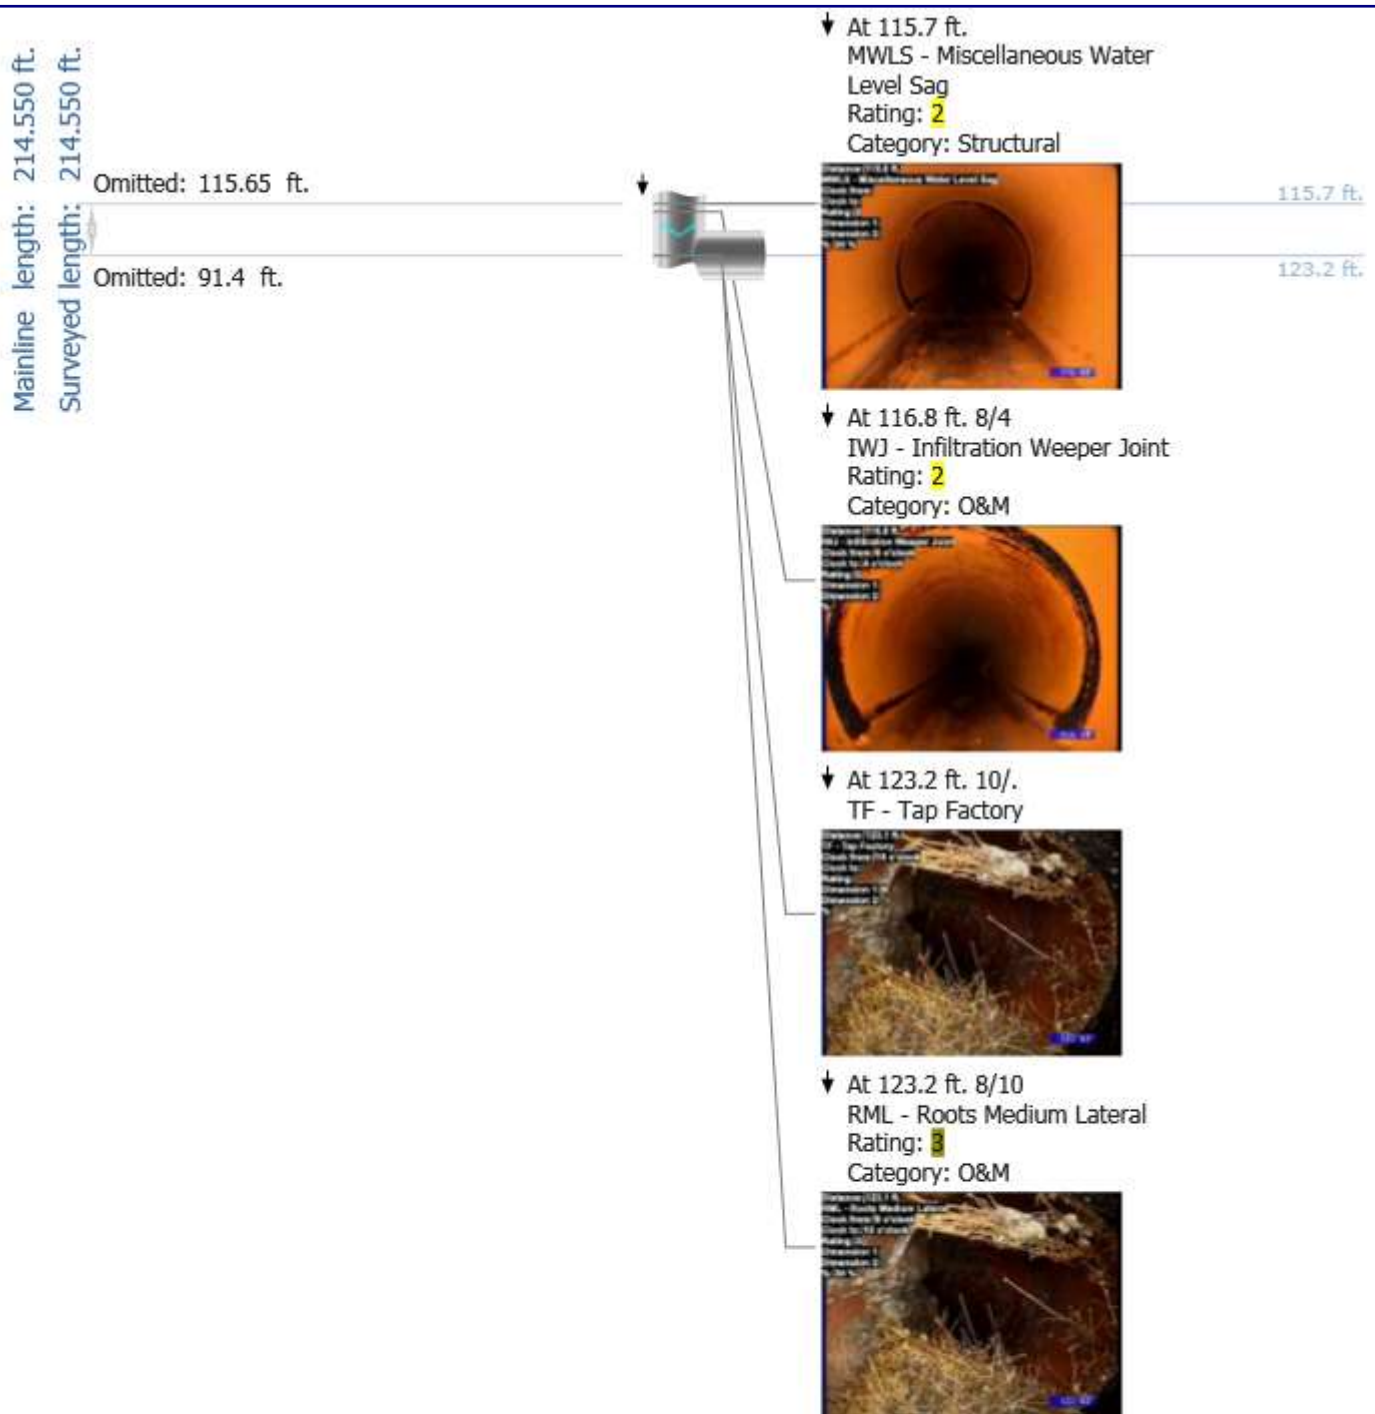 Mainline length: 214.550 ft.
Surveyed length: 214.550 ft.
Omitted: 115.65 ft.
Omitted: 91.4 ft.
115.7 ft.
123.2 ft.
At 115.7 ft.
MWLS - Miscellaneous Water
Level Sag
Rating: 2
Category: Structural
At 116.8 ft. 8/4
IWJ - Infiltration Weeper Joint
Rating: 2
Category: O&M
At 123.2 ft. 10/.
TF - Tap Factory
At 123.2 ft. 8/10
RML - Roots Medium Lateral
Rating: 3
Category: O&M